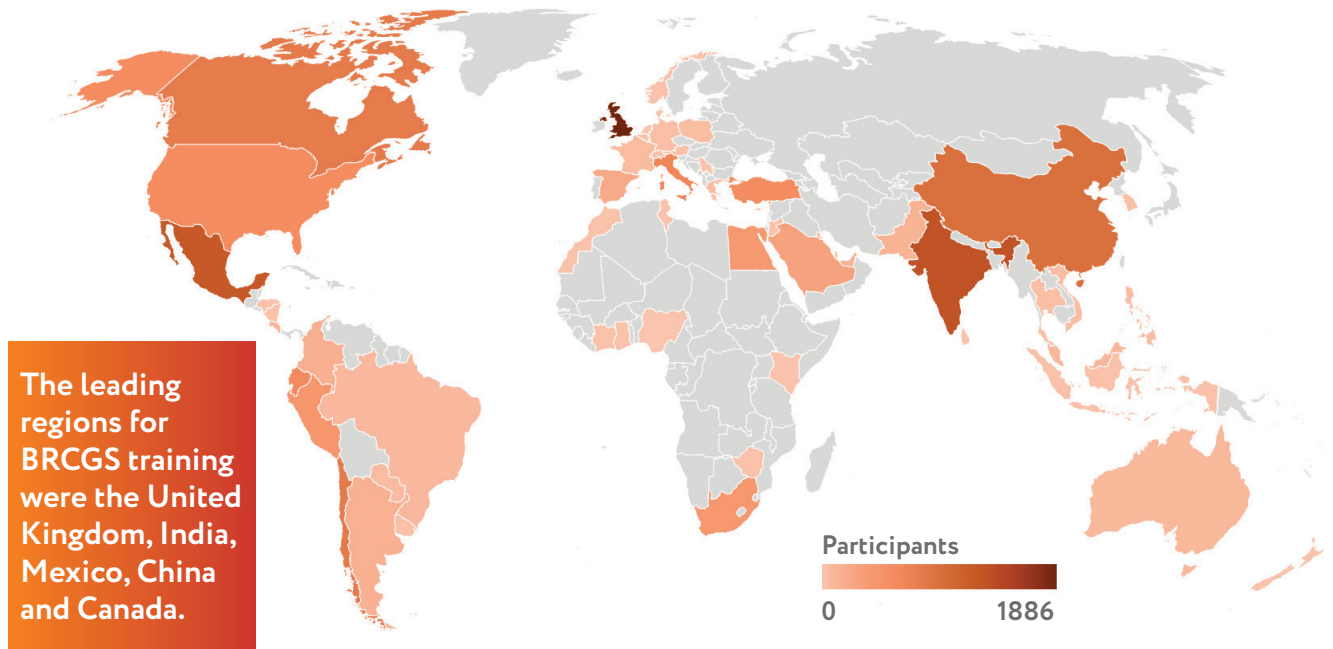 The leading
regions for
BRCGS training
were the United
Kingdom, India,
Mexico, China
and Canada.
Participants
0 1886